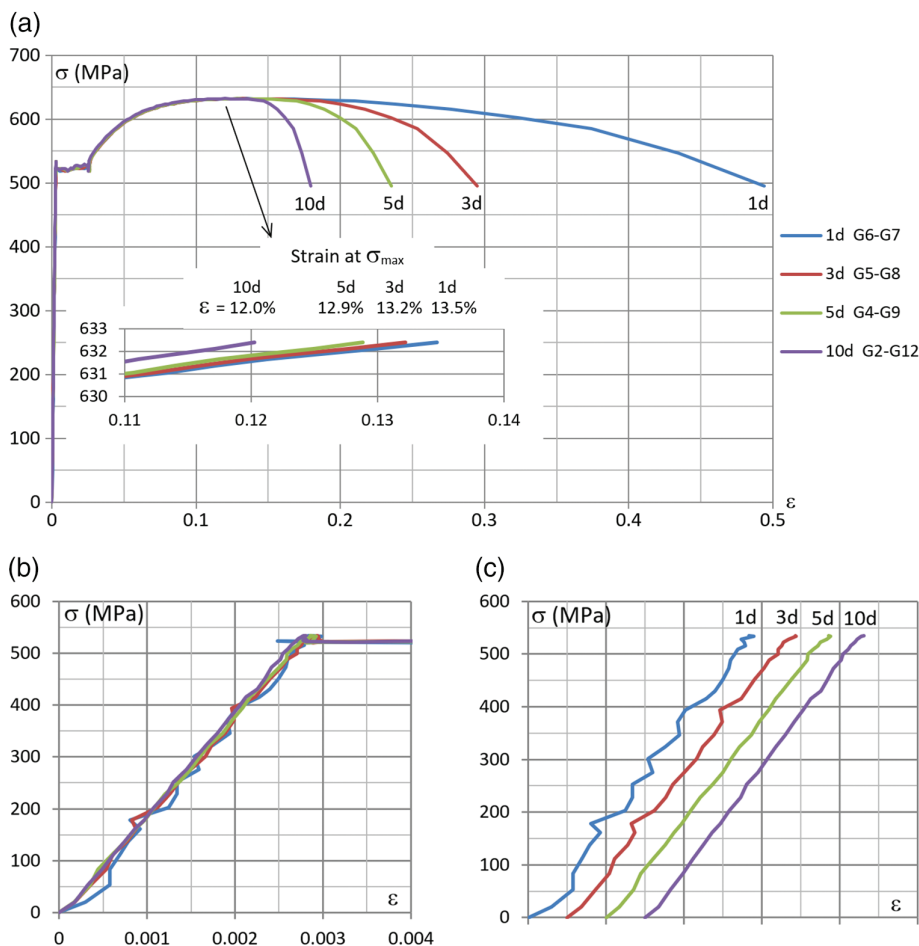 (a)
700
σ (MPa)
600
500
400
300
200
100
0
10d
5d
3d
1d
Strain at σmax
10d 5d 3d 1d
ε = 12.0% 12.9% 13.2% 13.5%
633
632
631
630
0.11 0.12 0.13 0.14
0 0.1 0.2 0.3 0.4 0.5
ε
1d G6-G7
3d G5-G8
5d G4-G9
10d G2-G12
(b)
600
σ (MPa)
500
400
300
200
100
0
ε
0 0.001 0.002 0.003 0.004
(c)
600
σ (MPa)
1d 3d 5d 10d
500
400
300
200
100
0
ε